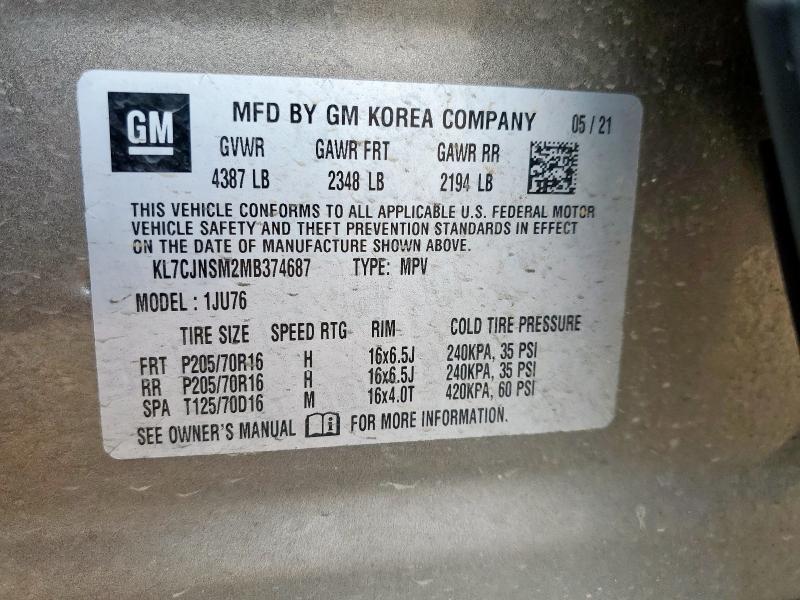 GM
MFD BY GM KOREA COMPANY 05 / 21
GVWR GAWR FRT GAWR RR
4387 LB 2348 LB 2194 LB
THIS VEHICLE CONFORMS TO ALL APPLICABLE U.S. FEDERAL MOTOR
VEHICLE SAFETY AND THEFT PREVENTION STANDARDS IN EFFECT
ON THE DATE OF MANUFACTURE SHOWN ABOVE.
KL7CJNSM2MB374687 TYPE: MPV
MODEL : 1JU76
TIRE SIZE SPEED RTG RIM COLD TIRE PRESSURE
FRT P205/70R16 H 16x6.5J 240KPA, 35 PSI
RR P205/70R16 H 16x6.5J 240KPA, 35 PSI
SPA T125/70D16 M 16x4.0T 420KPA, 60 PSI
SEE OWNER'S MANUAL i FOR MORE INFORMATION.